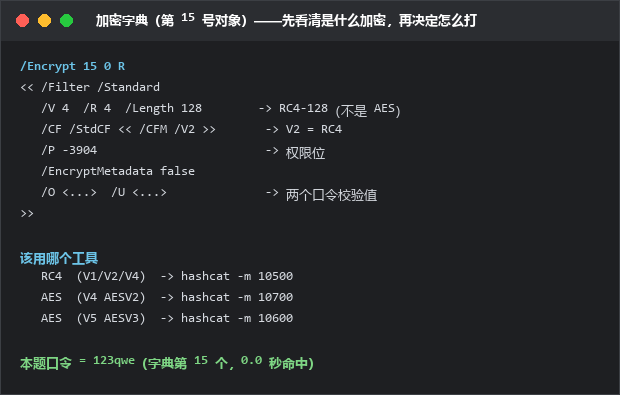 加密字典 (第 15 号对象) ——先看清是什么加密, 再决定怎么打
/Encrypt 15 0 R
<< /Filter /Standard
/V 4 /R 4 /Length 128 -> RC4-128 (不是 AES)
/CF /StdCF << /CFM /V2 >> -> V2 = RC4
/P -3904 -> 权限位
/EncryptMetadata false
/O <...> /U <...> -> 两个口令校验值
>>
该用哪个工具
RC4 (V1/V2/V4) -> hashcat -m 10500
AES (V4 AESV2) -> hashcat -m 10700
AES (V5 AESV3) -> hashcat -m 10600
本题口令 = 123qwe (字典第 15 个, 0.0 秒命中)